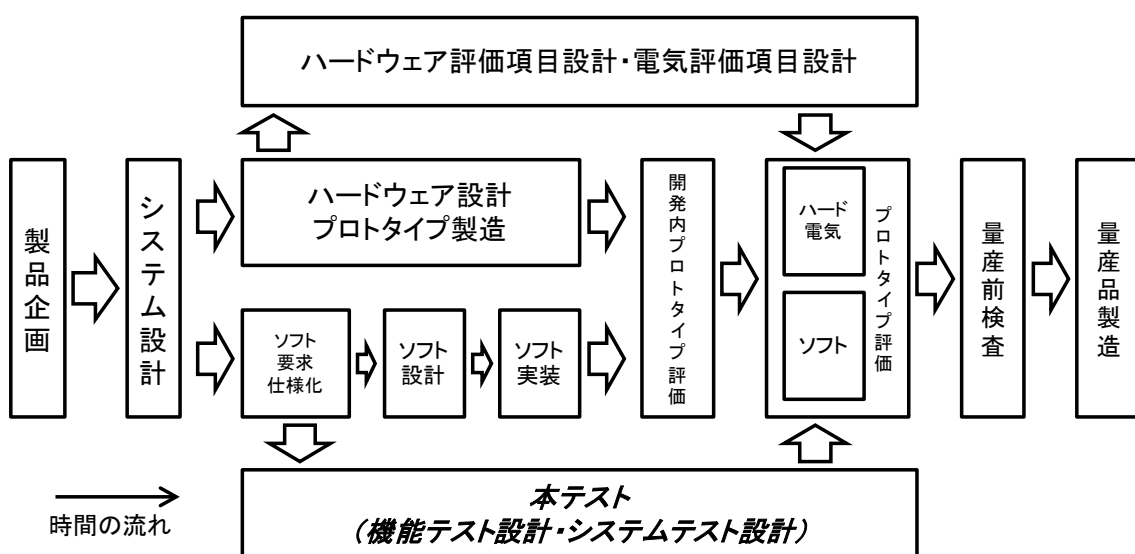 ハードウェア評価項目設計・電気評価項目設計
製品企画
システム設計
ハードウェア設計
プロトタイプ製造
ソフト
要求
仕様化
ソフト
設計
ソフト
実装
開発内プロトタイプ評価
ハード
電気
ソフト
プロトタイプ評価
量産前検査
量産品製造
時間の流れ
本テスト
（機能テスト設計・システムテスト設計）